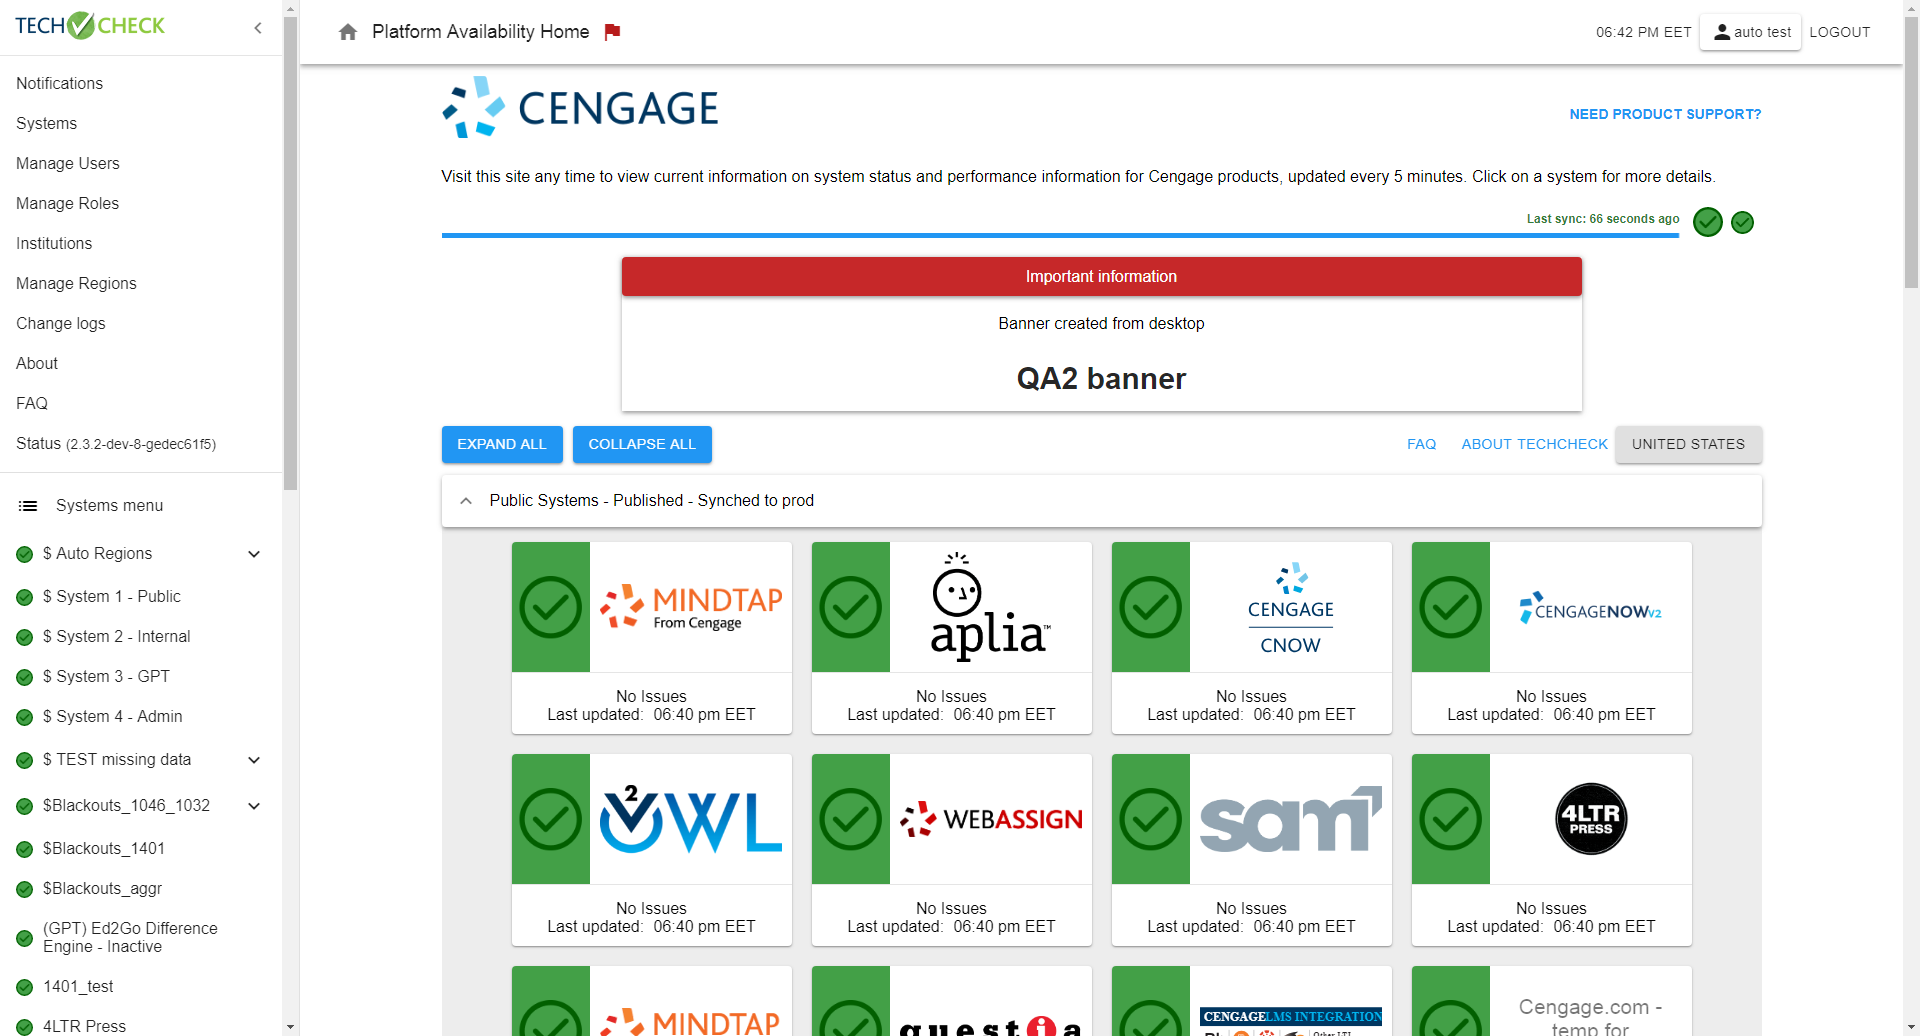 TECH CHECK
Platform Availability Home
06:42 PM EET
auto test
LOGOUT
Notifications
Systems
Manage Users
Manage Roles
Institutions
Manage Regions
Change logs
About
FAQ
Status (2.3.2-dev-8-gedec61f5)
Systems menu
$ Auto Regions
$ System 1 - Public
$ System 2 - Internal
$ System 3 - GPT
$ System 4 - Admin
$ TEST missing data
$Blackouts_1046_1032
$Blackouts_1401
$Blackouts_aggr
(GPT) Ed2Go Difference
Engine - Inactive
1401_test
4LTR Press
CENGAGE
NEED PRODUCT SUPPORT?
Visit this site any time to view current information on system status and performance information for Cengage products, updated every 5 minutes. Click on a system for more details.
Last sync: 66 seconds ago
Important information
Banner created from desktop
QA2 banner
EXPAND ALL
COLLAPSE ALL
FAQ
ABOUT TECHCHECK
UNITED STATES
Public Systems - Published - Synched to prod
MINDTAP
From Cengage
No Issues
Last updated: 06:40 pm EET
aplia™
No Issues
Last updated: 06:40 pm EET
CENGAGE
CNOW
No Issues
Last updated: 06:40 pm EET
CENGAGENOWv2
No Issues
Last updated: 06:40 pm EET
OWLv2
No Issues
Last updated: 06:40 pm EET
WEBASSIGN
No Issues
Last updated: 06:40 pm EET
sam
No Issues
Last updated: 06:40 pm EET
4LTR
PRESS
No Issues
Last updated: 06:40 pm EET
MINDTAP
questia
CENGAGE LMS INTEGRATION
Cengage.com -
temp for